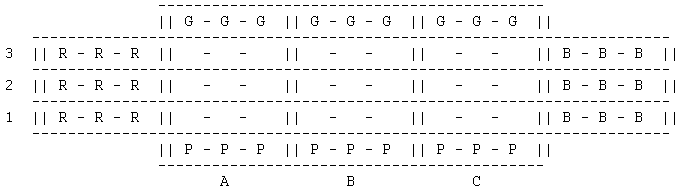 || G - G - G || G - G - G || G - G - G ||
3 || R - R - R || - - || - - || - - || B - B - B ||
2 || R - R - R || - - || - - || - - || B - B - B ||
1 || R - R - R || - - || - - || - - || B - B - B ||
|| P - P - P || P - P - P || P - P - P ||
A B C